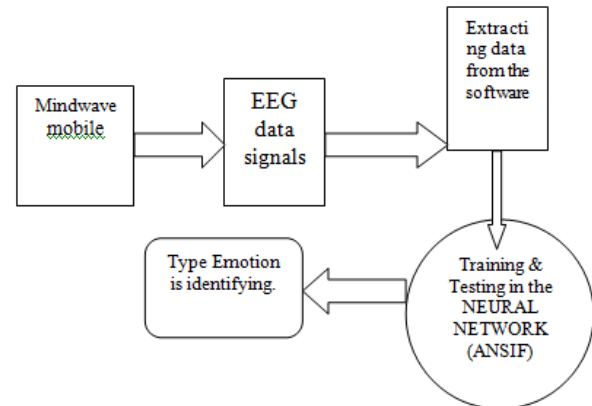 Mindwave
mobile
EEG
data
signals
Extracti
ng data
from the
software
Training &
Testing in the
NEURAL
NETWORK
(ANSIF)
Type Emotion
is identifying.